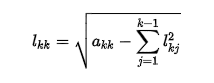 l_{kk} = \sqrt{a_{kk} - \sum_{j=1}^{k-1} l_{kj}^{2}}